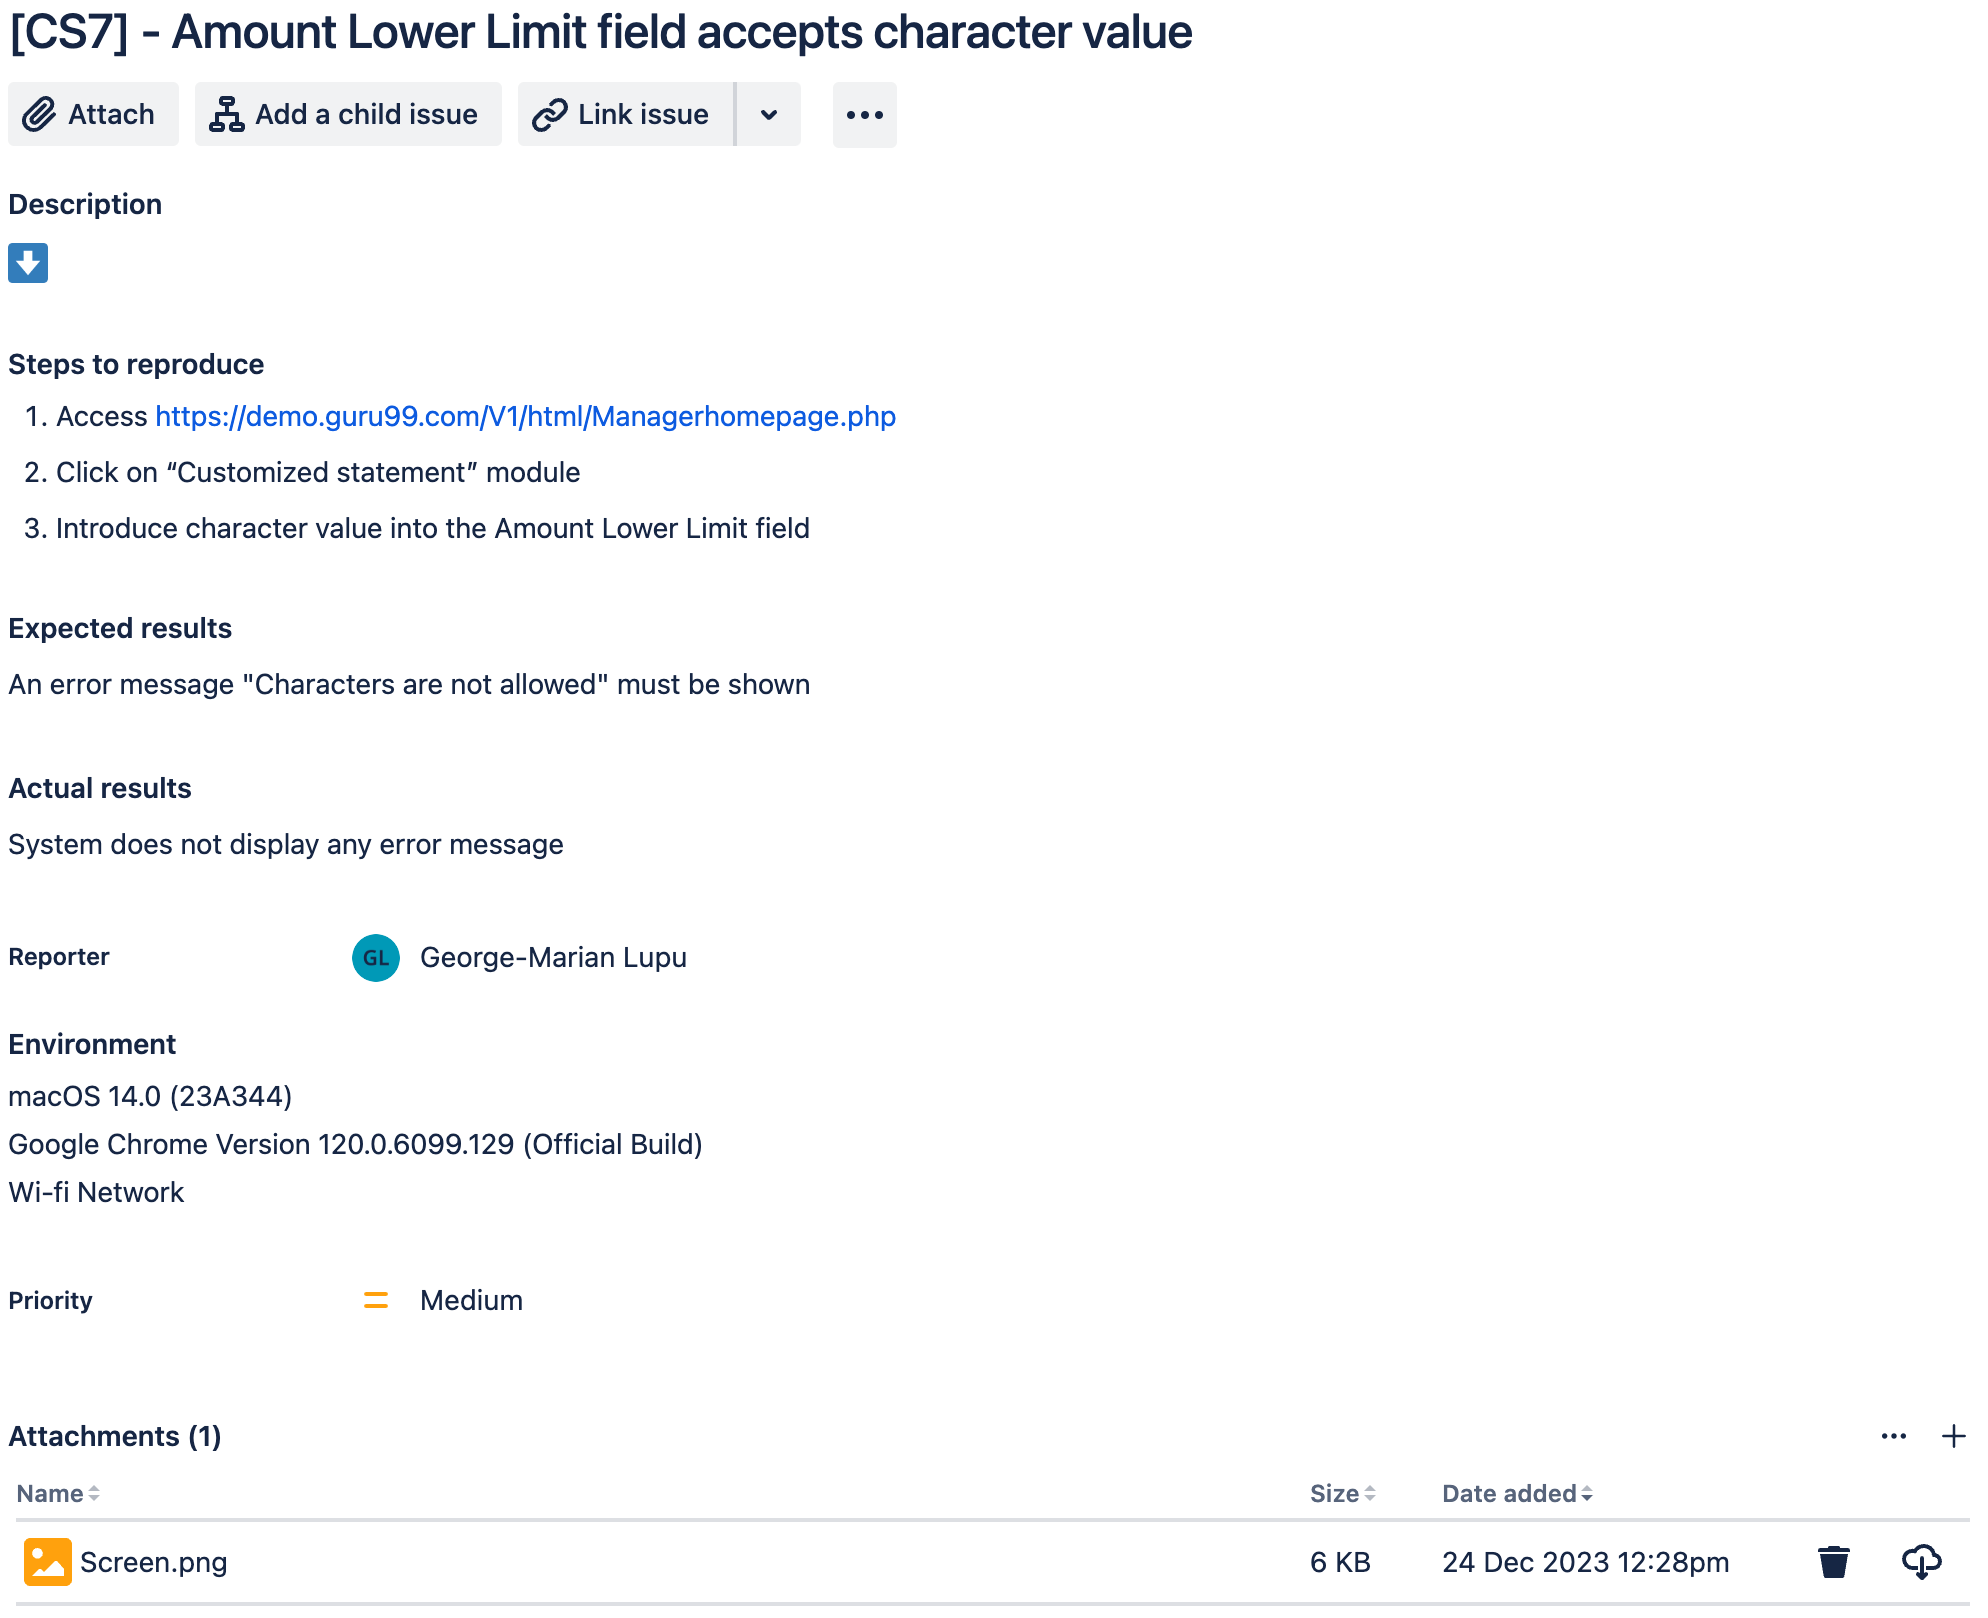 [CS7] - Amount Lower Limit field accepts character value
Attach
Add a child issue
Link issue
Description
Steps to reproduce
1. Access https://demo.guru99.com/V1/html/Managerhomepage.php
2. Click on “Customized statement” module
3. Introduce character value into the Amount Lower Limit field
Expected results
An error message "Characters are not allowed" must be shown
Actual results
System does not display any error message
Reporter GL George-Marian Lupu
Environment
macOS 14.0 (23A344)
Google Chrome Version 120.0.6099.129 (Official Build)
Wi-fi Network
Priority Medium
Attachments (1)
Name Size Date added
Screen.png 6 KB 24 Dec 2023 12:28pm